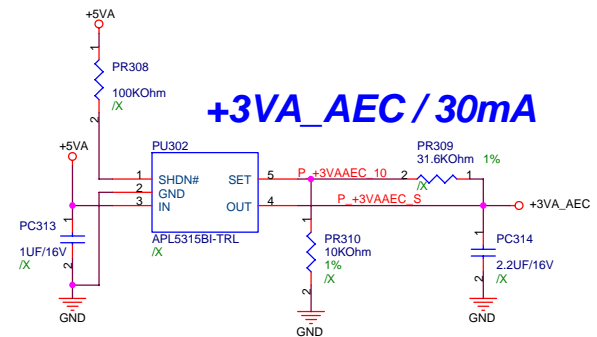 +5VA
1
PR308
100KOhm
/X
2
+3VA_AEC / 30mA
+5VA
PU302
PR309
31.6KOhm 1%
1 SHDN# SET 5 P_+3VAAEC_10 2 1
/X
2 GND
3 IN OUT 4 P_+3VAAEC_S +3VA_AEC
PC313
1UF/16V
/X
1
2
APL5315BI-TRL
/X
1
PR310
10KOhm
1%
/X
2
1
PC314
2.2UF/16V
/X
2
GND
GND
GND